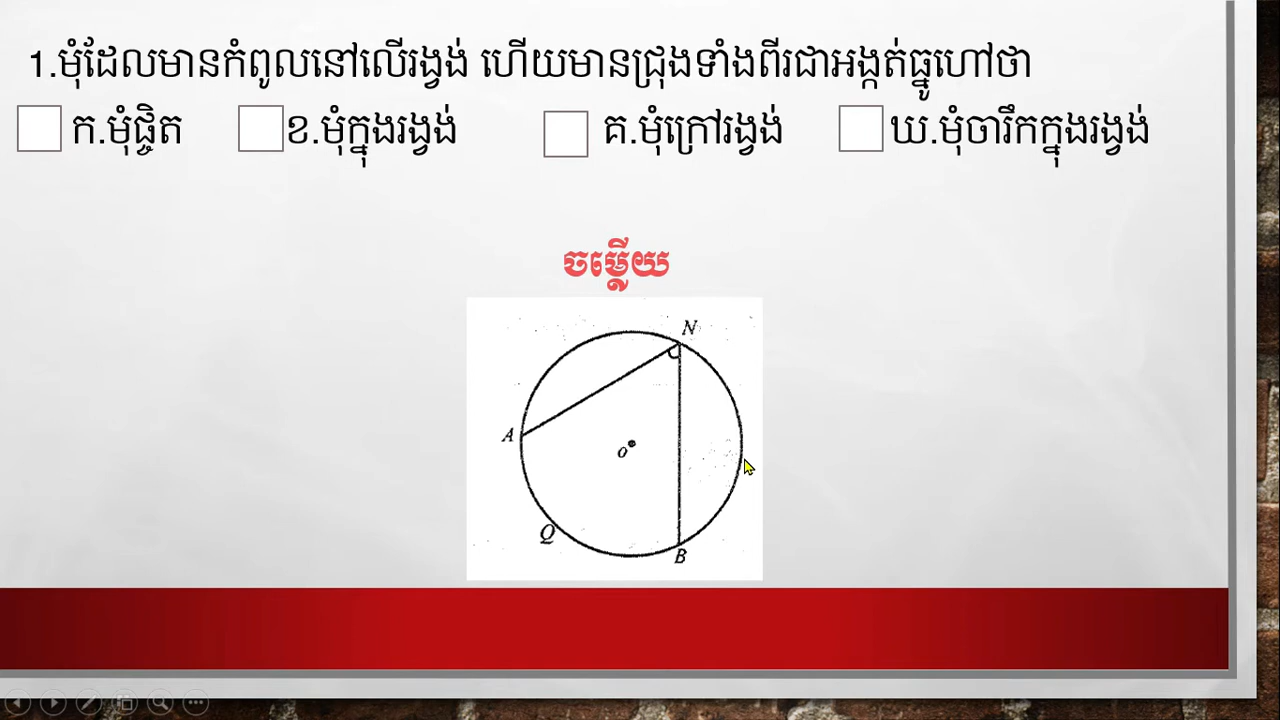 1.មុំដែលមានកំពូលនៅលើរង្វង់ ហើយមានជ្រុងទាំងពីរជាអង្កត់ធ្នូហៅថា
ក.មុំផ្ចិត ខ.មុំក្នុងរង្វង់ គ.មុំក្រៅរង្វង់ ឃ.មុំចារឹកក្នុងរង្វង់
ចម្លើយ
N
A
o
Q
B